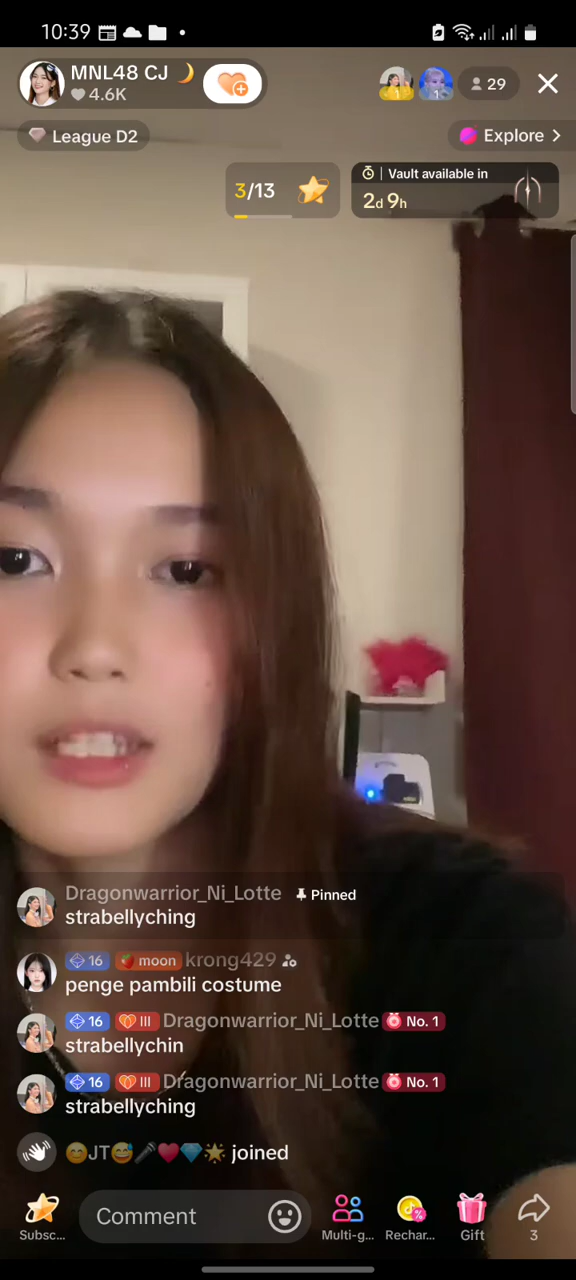 10:39
MNL48 CJ 🌙
4.6K
29
League D2
Explore >
3/13
Vault available in
2d 9h
Dragonwarrior_Ni_Lotte Pinned
strabellyching
16 moon krong429
penge pambili costume
16 III Dragonwarrior_Ni_Lotte No. 1
strabellychin
16 III Dragonwarrior_Ni_Lotte No. 1
strabellyching
😊JT😅🎤❤️💎🌟 joined
Comment
Subsc... Multi-g... Rechar... Gift 3